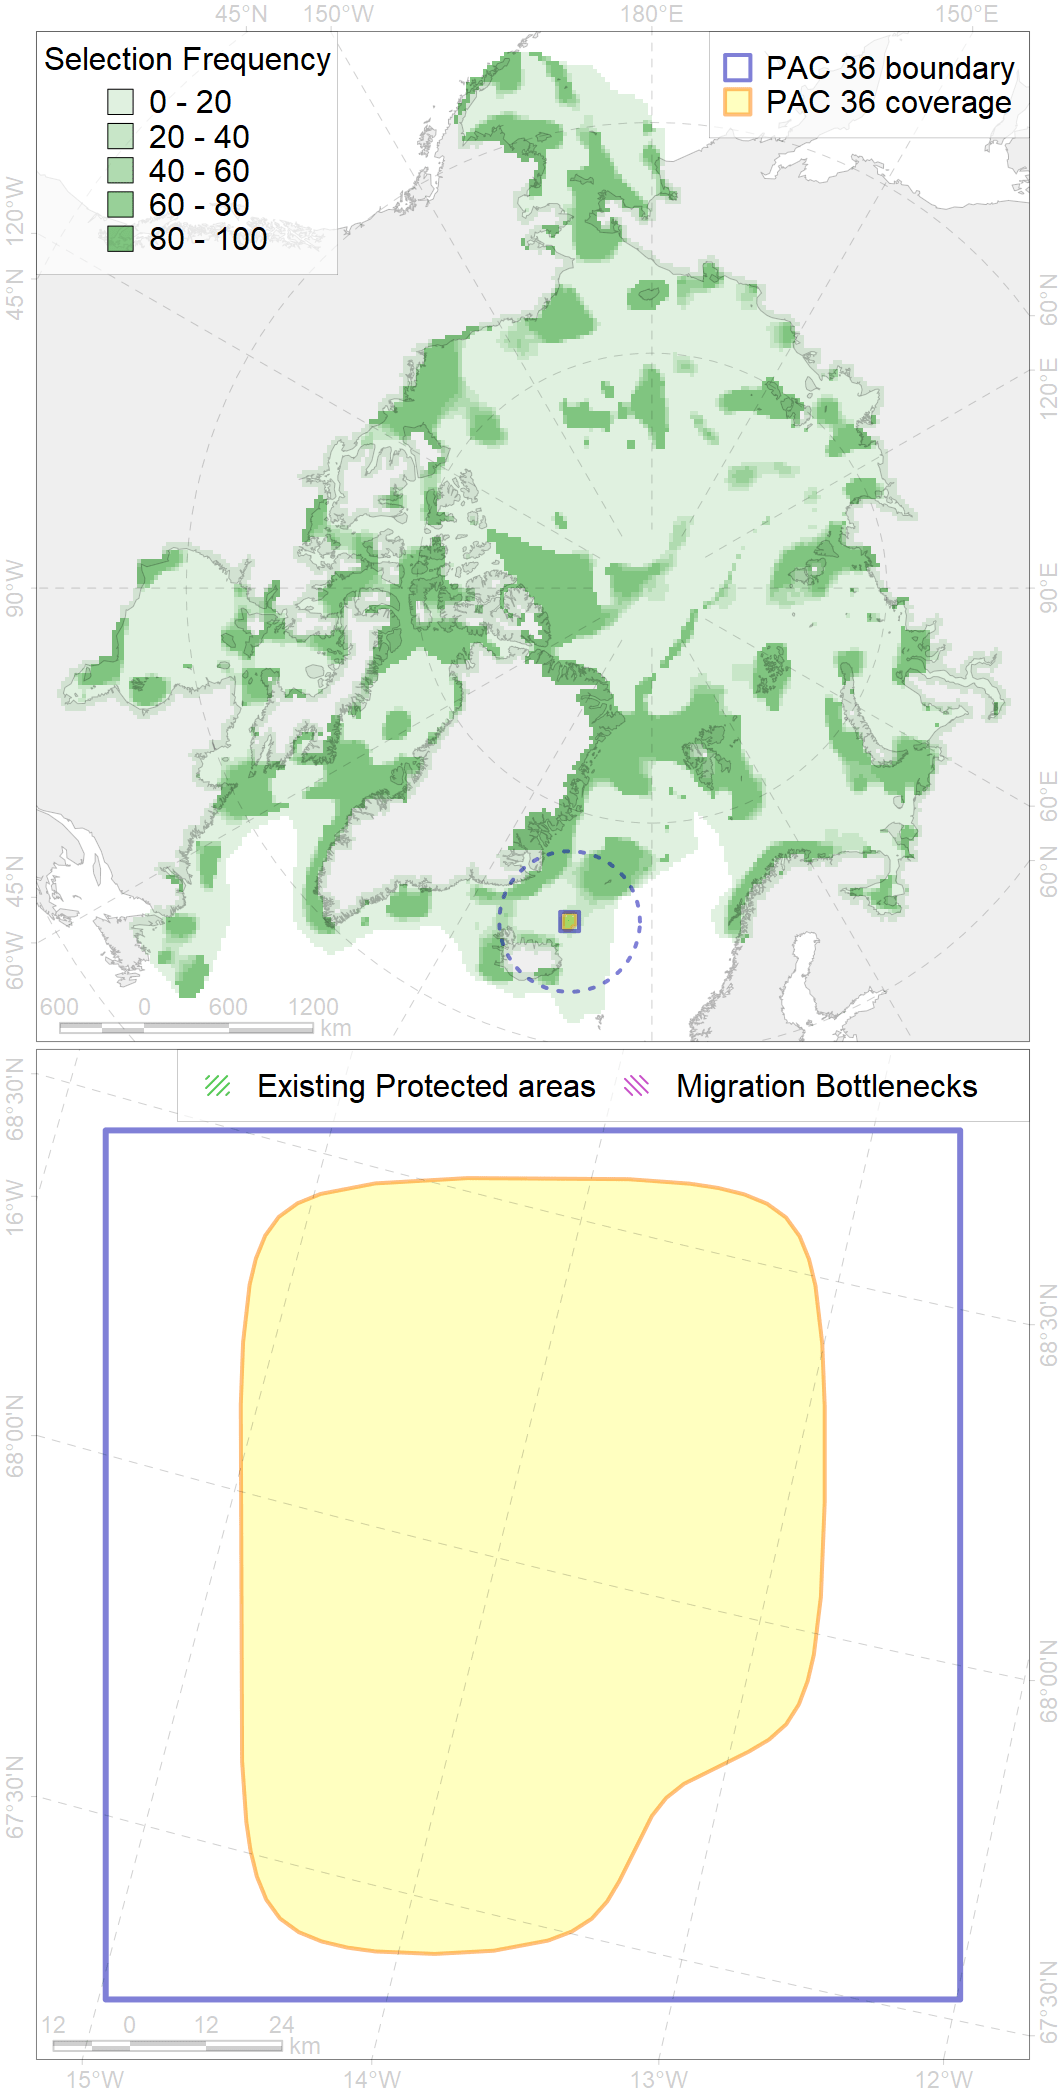 45°N 150°W 180°E 150°E
Selection Frequency
0 - 20
20 - 40
40 - 60
60 - 80
80 - 100
PAC 36 boundary
PAC 36 coverage
120°W
45°N
90°W
45°N
60°W
60°N
120°E
90°E
60°E
60°N
600 0 600 1200
km
Existing Protected areas
Migration Bottlenecks
68°30'N
16°W
68°00'N
67°30'N
68°30'N
68°00'N
67°30'N
12 0 12 24
km
15°W 14°W 13°W 12°W